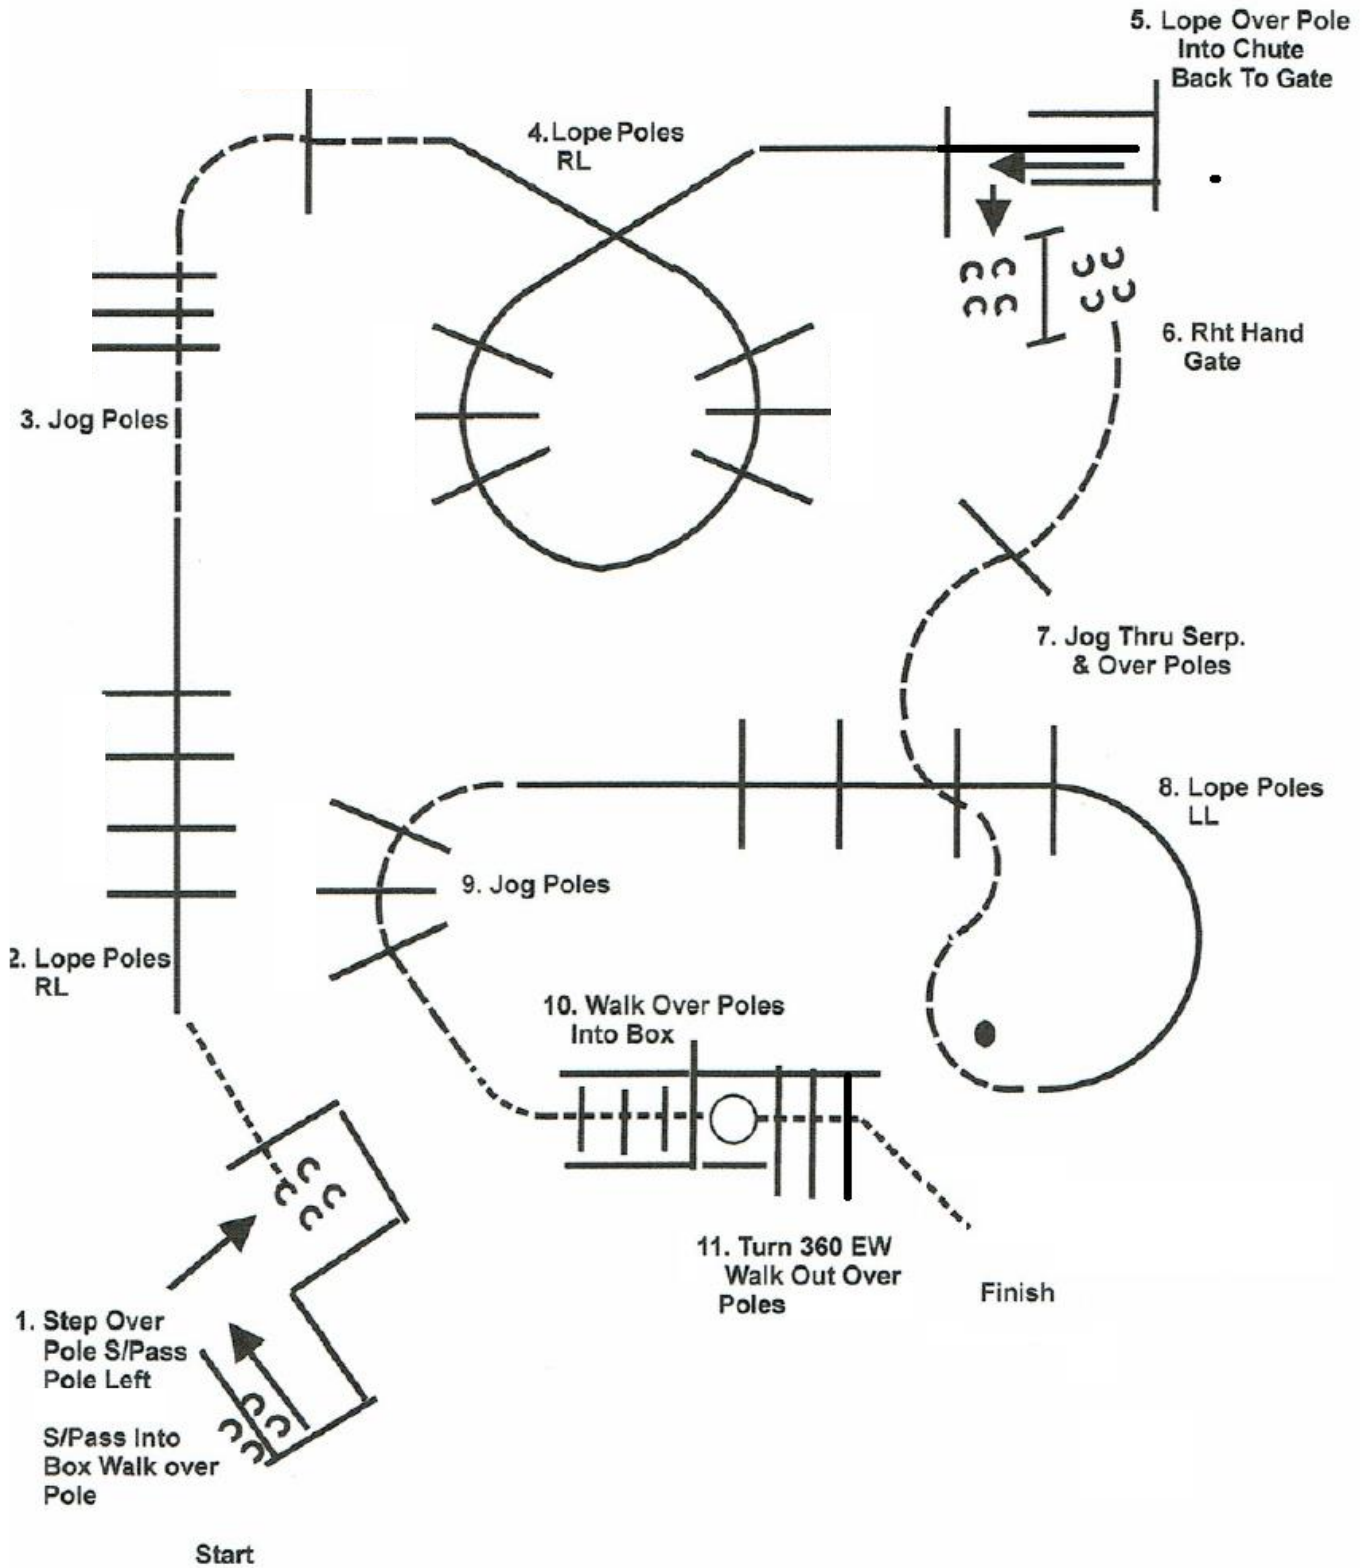 5. Lope Over Pole
Into Chute
Back To Gate
4.Lope Poles
RL
6. Rht Hand
Gate
3. Jog Poles
7. Jog Thru Serp.
& Over Poles
8. Lope Poles
LL
9. Jog Poles
2. Lope Poles
RL
10. Walk Over Poles
Into Box
11. Turn 360 EW
Walk Out Over
Poles
Finish
1. Step Over
Pole S/Pass
Pole Left
S/Pass Into
Box Walk over
Pole
Start